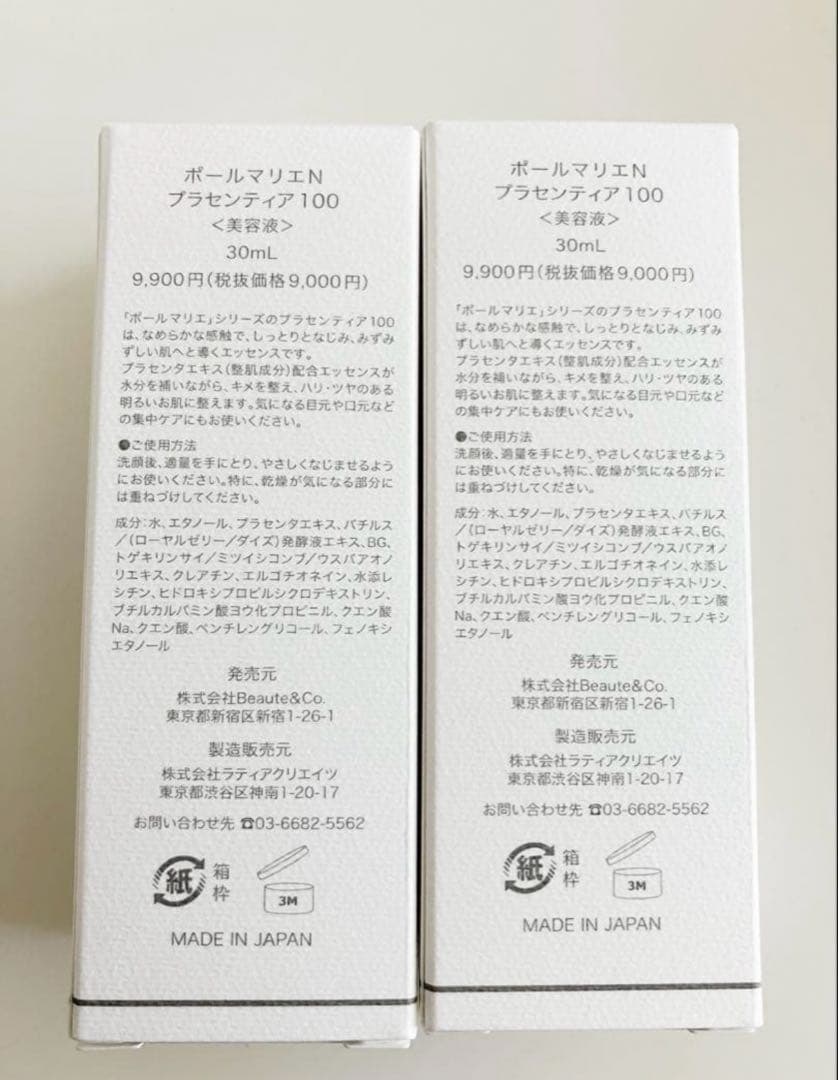 ポールマリエN
プラセンティア100
＜美容液＞
30mL
9,900円(税抜価格9,000円)
「ポールマリエ」シリーズのプラセンティア100
は、なめらかな感触で、しっとりとなじみ、みずみ
ずしい肌へと導くエッセンスです。
プラセンタエキス(整肌成分)配合エッセンスが
水分を補いながら、キメを整え、ハリ・ツヤのある
明るいお肌に整えます。気になる目元や口元など
の集中ケアにもお使いください。
●ご使用方法
洗顔後、適量を手にとり、やさしくなじませるよう
にお使いください。特に、乾燥が気になる部分に
は重ねづけしてください。
成分:水、エタノール、プラセンタエキス、バチルス
／(ローヤルゼリー／ダイズ)発酵液エキス、BG、
トゲキリンサイ／ミツイシコンブ／ウスバアオノ
リエキス、クレアチン、エルゴチオネイン、水添レ
シチン、ヒドロキシプロピルシクロデキストリン、
ブチルカルバミン酸ヨウ化プロピニル、クエン酸
Na、クエン酸、ペンチレングリコール、フェノキシ
エタノール
発売元
株式会社Beaute&Co.
東京都新宿区新宿1-26-1
製造販売元
株式会社ラティアクリエイツ
東京都渋谷区神南1-20-17
お問い合わせ先 ☎03-6682-5562
紙
箱
枠
3M
MADE IN JAPAN
ポールマリエN
プラセンティア100
＜美容液＞
30mL
9,900円(税抜価格9,000円)
「ポールマリエ」シリーズのプラセンティア100
は、なめらかな感触で、しっとりとなじみ、みずみ
ずしい肌へと導くエッセンスです。
プラセンタエキス(整肌成分)配合エッセンスが
水分を補いながら、キメを整え、ハリ・ツヤのある
明るいお肌に整えます。気になる目元や口元など
の集中ケアにもお使いください。
●ご使用方法
洗顔後、適量を手にとり、やさしくなじませるよう
にお使いください。特に、乾燥が気になる部分に
は重ねづけしてください。
成分:水、エタノール、プラセンタエキス、バチルス
／(ローヤルゼリー／ダイズ)発酵液エキス、BG、
トゲキリンサイ／ミツイシコンブ／ウスバアオノ
リエキス、クレアチン、エルゴチオネイン、水添レ
シチン、ヒドロキシプロピルシクロデキストリン、
ブチルカルバミン酸ヨウ化プロピニル、クエン酸
Na、クエン酸、ペンチレングリコール、フェノキシ
エタノール
発売元
株式会社Beaute&Co.
東京都新宿区新宿1-26-1
製造販売元
株式会社ラティアクリエイツ
東京都渋谷区神南1-20-17
お問い合わせ先 ☎03-6682-5562
紙
箱
枠
3M
MADE IN JAPAN